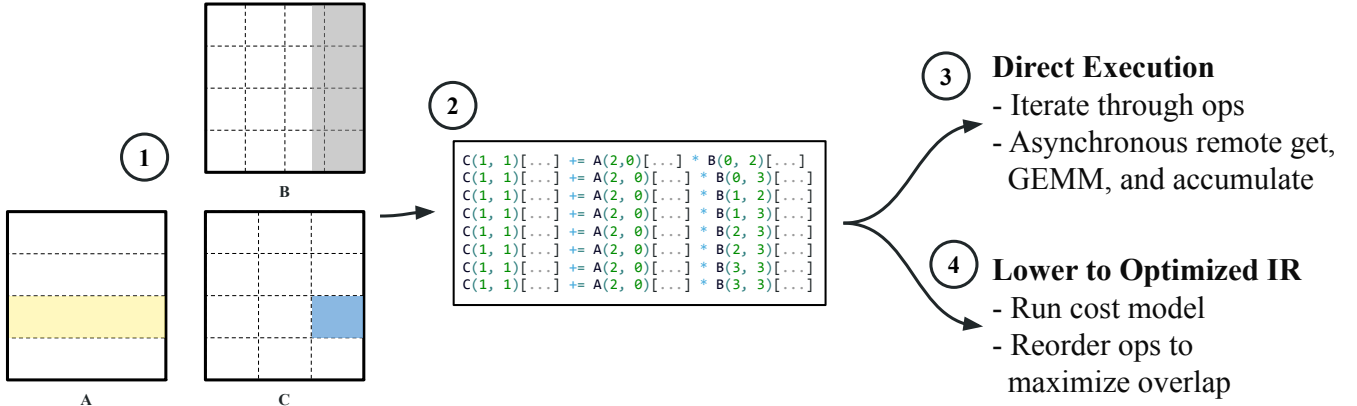 1
B
A
C
2
C(1, 1)[...] += A(2,0)[...] * B(0, 2)[...]
C(1, 1)[...] += A(2, 0)[...] * B(0, 3)[...]
C(1, 1)[...] += A(2, 0)[...] * B(1, 2)[...]
C(1, 1)[...] += A(2, 0)[...] * B(1, 3)[...]
C(1, 1)[...] += A(2, 0)[...] * B(2, 3)[...]
C(1, 1)[...] += A(2, 0)[...] * B(2, 3)[...]
C(1, 1)[...] += A(2, 0)[...] * B(3, 3)[...]
C(1, 1)[...] += A(2, 0)[...] * B(3, 3)[...]
3
Direct Execution
- Iterate through ops
- Asynchronous remote get,
GEMM, and accumulate
4
Lower to Optimized IR
- Run cost model
- Reorder ops to
maximize overlap